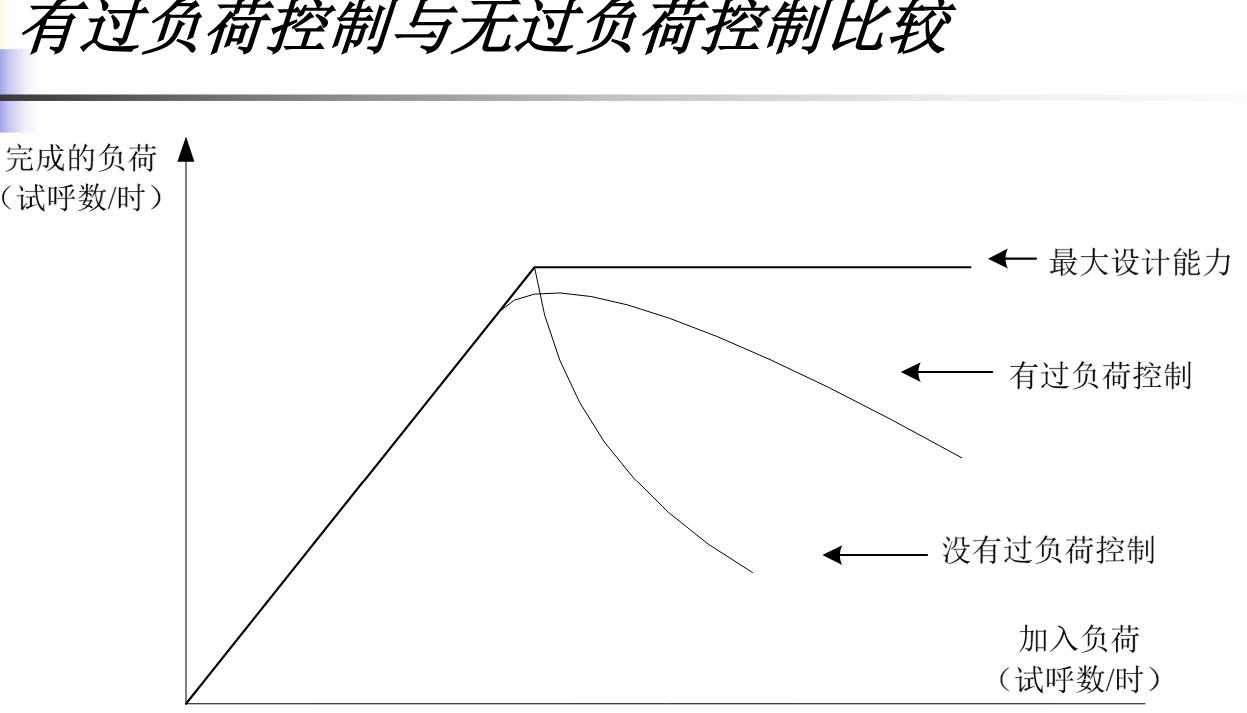 有过负荷控制与无过负荷控制比较
完成的负荷
（试呼数/时）
最大设计能力
有过负荷控制
没有过负荷控制
加入负荷
（试呼数/时）